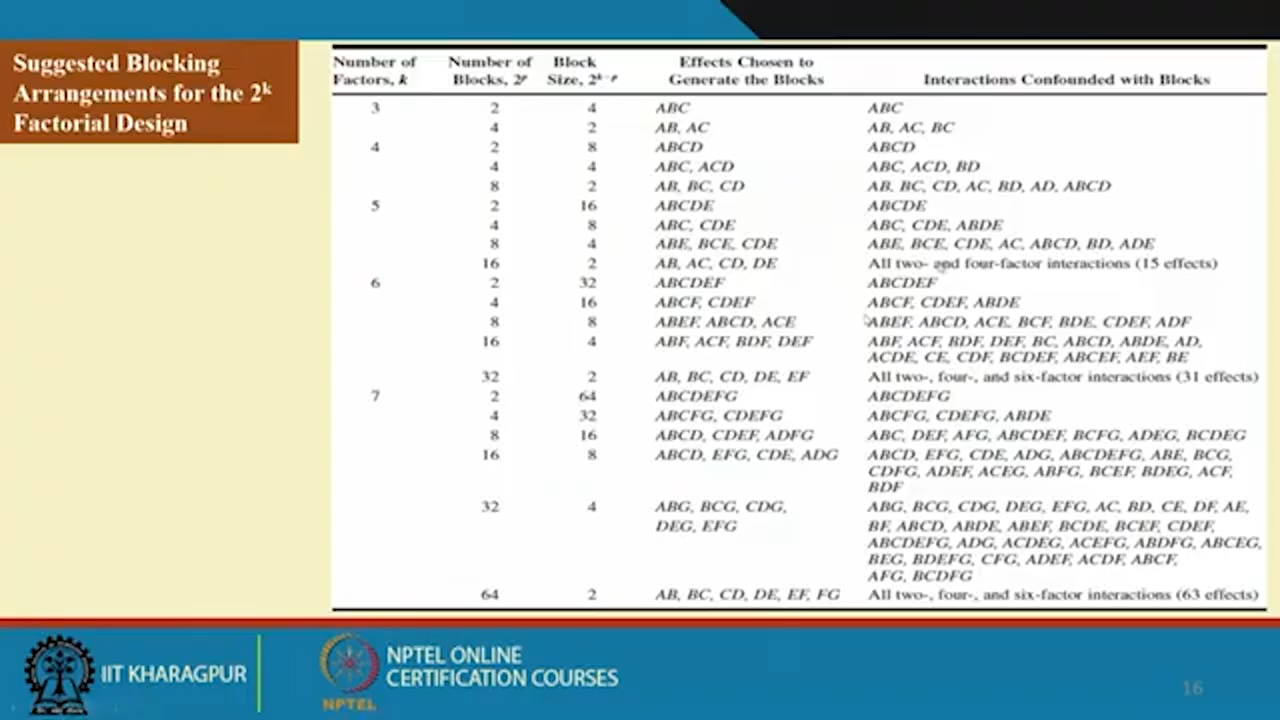 Suggested Blocking
Arrangements for the 2^k
Factorial Design
Number of Factors, k Number of Blocks, 2^p Block Size, 2^k-p Effects Chosen to Generate the Blocks Interactions Confounded with Blocks
3 2 4 ABC ABC
4 2 AB, AC AB, AC, BC
4 2 8 ABCD ABCD
4 4 ABC, ACD ABC, ACD, BD
8 2 AB, BC, CD AB, BC, CD, AC, BD, AD, ABCD
5 2 16 ABCDE ABCDE
4 8 ABC, CDE ABC, CDE, ABDE
8 4 ABE, BCE, CDE ABE, BCE, CDE, AC, ABCD, BD, ADE
16 2 AB, AC, CD, DE All two- and four-factor interactions (15 effects)
6 2 32 ABCDEF ABCDEF
4 16 ABCF, CDEF ABCF, CDEF, ABDE
8 8 ABEF, ABCD, ACE ABEF, ABCD, ACE, BCF, BDE, CDEF, ADF
16 4 ABF, ACF, BDF, DEF ABF, ACF, BDF, DEF, BC, ABCD, ABDE, AD,
ACDE, CE, CDF, BCDEF, ABCEF, AEF, BE
32 2 AB, BC, CD, DE, EF All two-, four-, and six-factor interactions (31 effects)
7 2 64 ABCDEFG ABCDEFG
4 32 ABCFG, CDEFG ABCFG, CDEFG, ABDE
8 16 ABCD, CDEF, ADFG ABC, DEF, AFG, ABCDEF, BCFG, ADEG, BCDEG
16 8 ABCD, EFG, CDE, ADG ABCD, EFG, CDE, ADG, ABCDEFG, ABE, BCG,
CDFG, ADEF, ACEG, ABFG, BCEF, BDEG, ACF,
BDF
32 4 ABG, BCG, CDG, ABG, BCG, CDG, DEG, EFG, AC, BD, CE, DF, AE,
DEG, EFG BF, ABCD, ABDE, ABEF, BCDE, BCEF, CDEF,
ABCDEFG, ADG, ACDEG, ACEFG, ABDFG, ABCEG,
BEG, BDEFG, CFG, ADEF, ACDF, ABCF,
AFG, BCDFG
64 2 AB, BC, CD, DE, EF, FG All two-, four-, and six-factor interactions (63 effects)
IIT KHARAGPUR
NPTEL
NPTEL ONLINE
CERTIFICATION COURSES
16